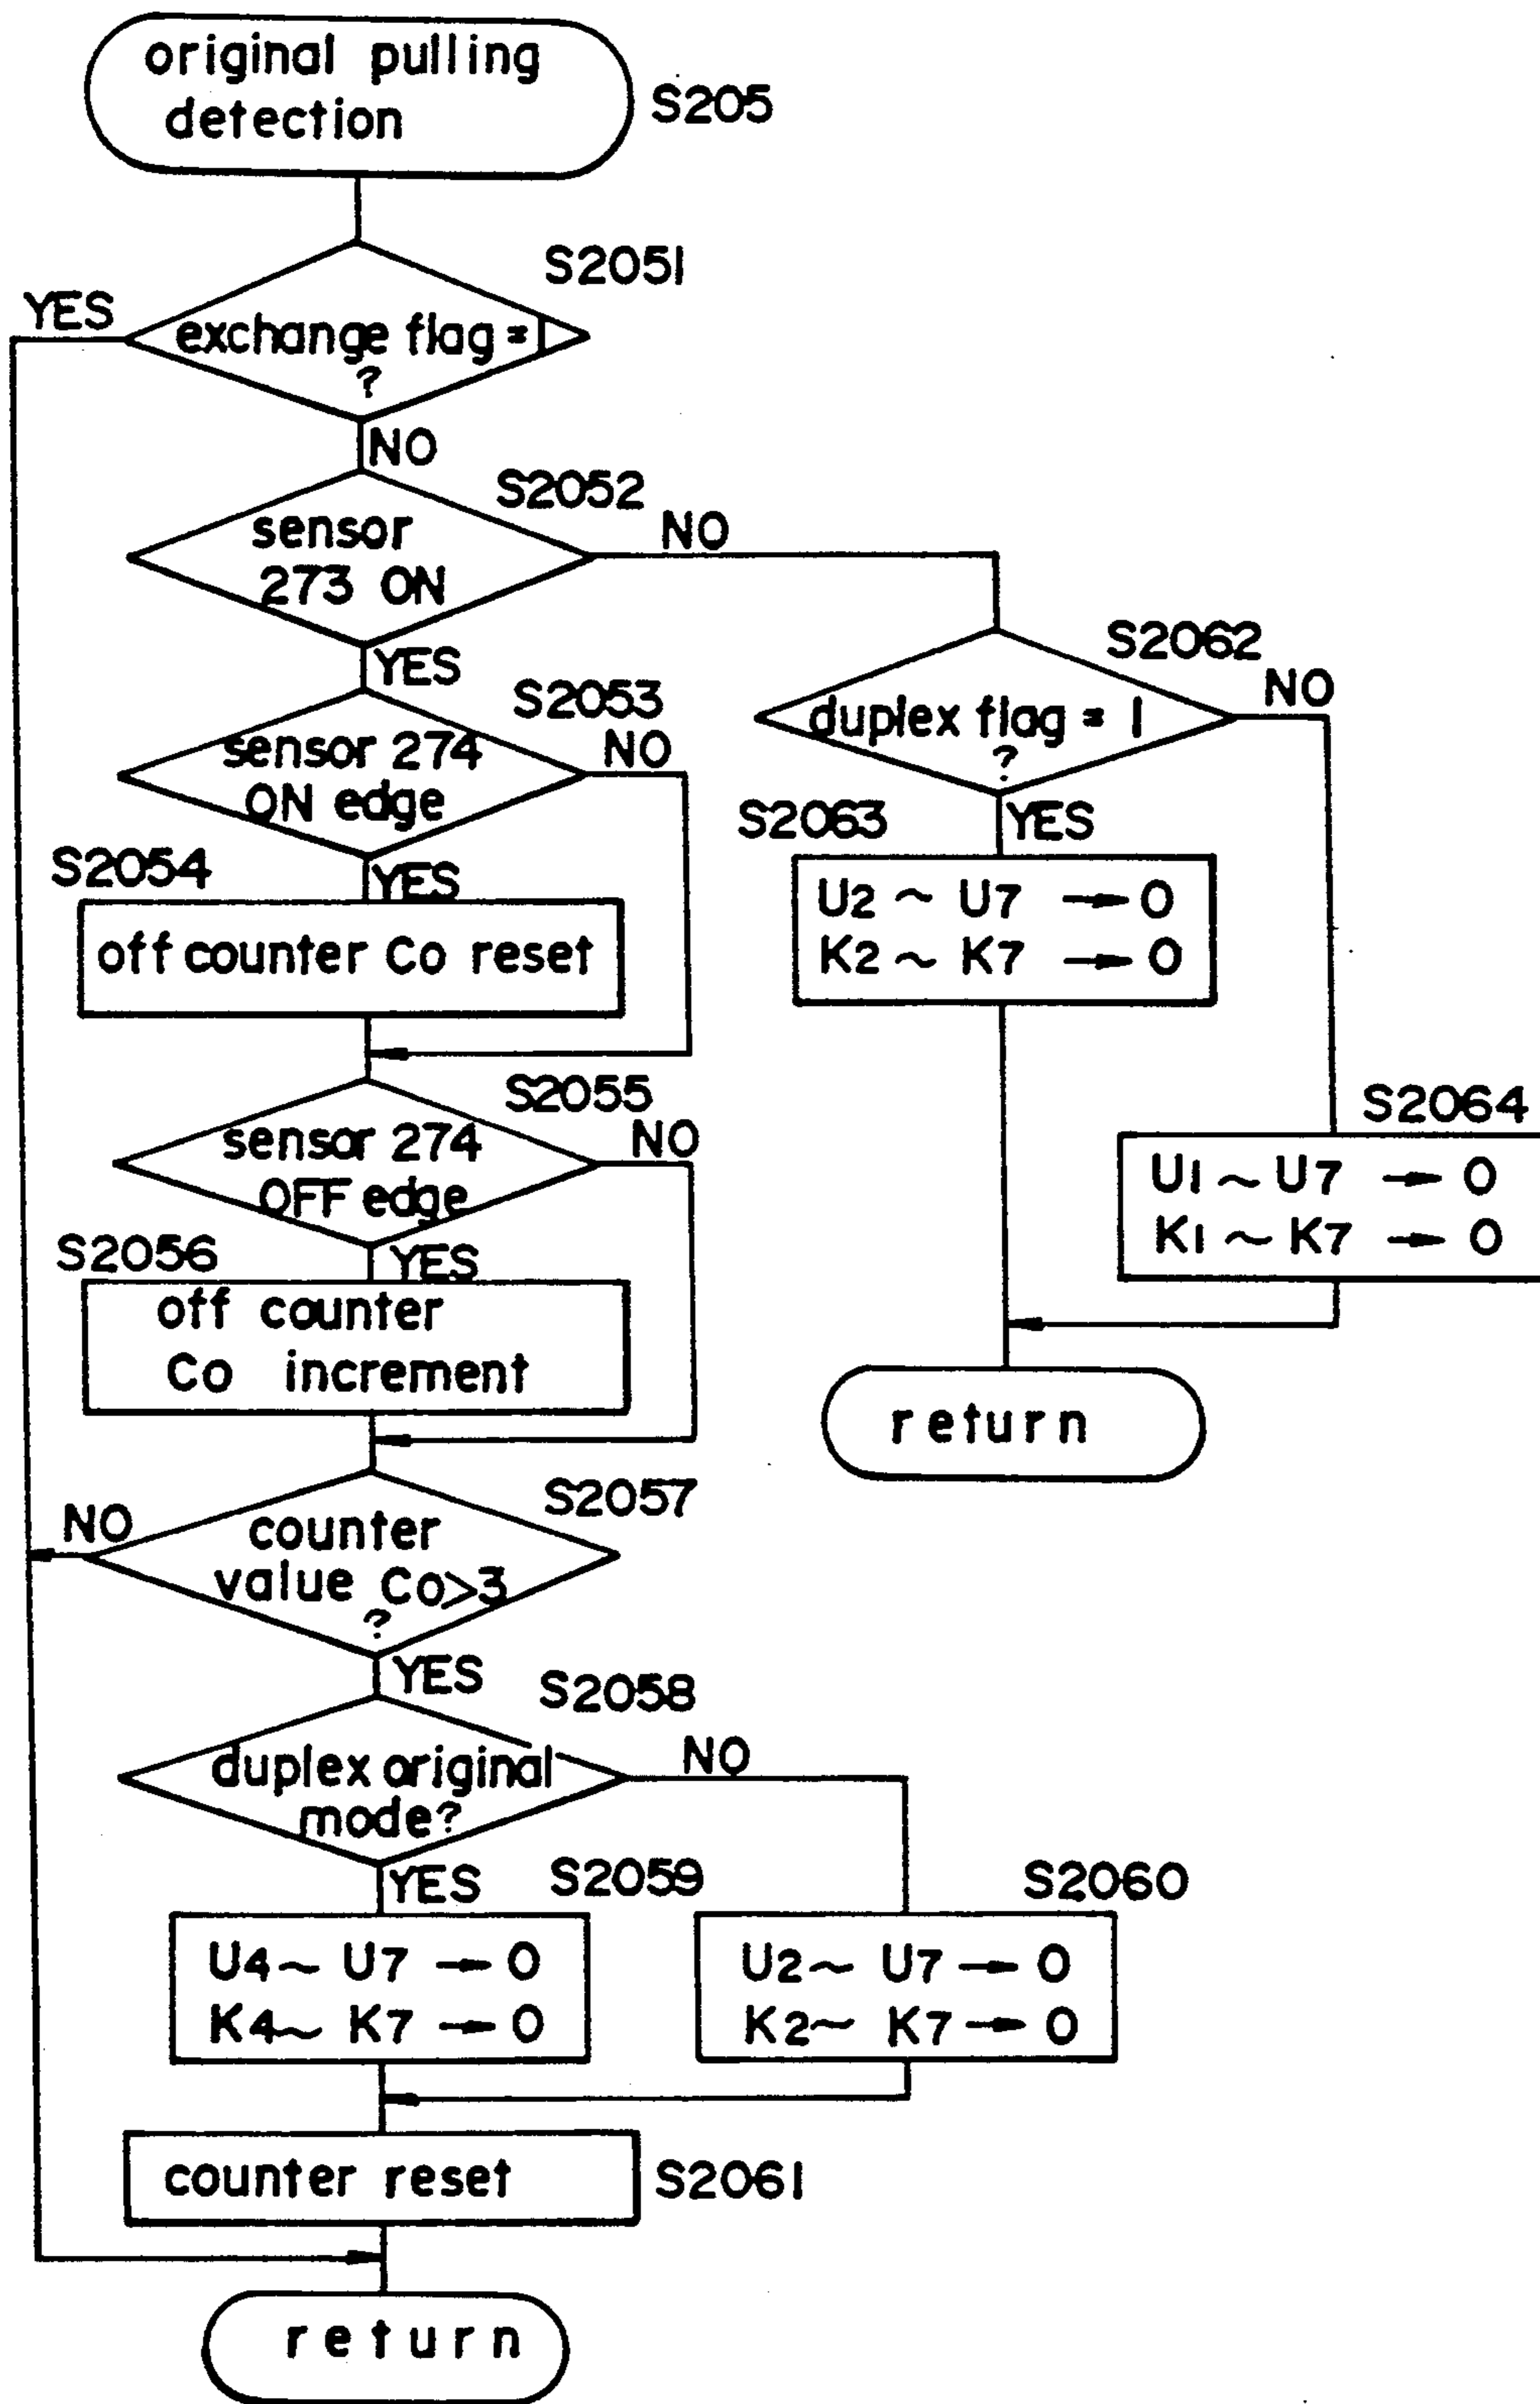 original pulling
detection
S205
S2051
YES
exchange flag = 1
?
NO
S2052
sensor
273 ON
NO
YES
S2053
sensor 274
ON edge
NO
S2054
YES
off counter Co reset
S2055
sensor 274
OFF edge
NO
S2056
YES
off counter
Co increment
S2057
NO
counter
value Co>3
?
YES
S2058
duplex original
mode?
NO
YES
S2059
U4~ U7 → 0
K4~ K7 → 0
S2060
U2~ U7 → 0
K2~ K7 → 0
counter reset
S2061
return
S2062
duplex flag = 1
?
NO
S2063
YES
U2 ~ U7 → 0
K2 ~ K7 → 0
S2064
U1 ~ U7 → 0
K1 ~ K7 → 0
return